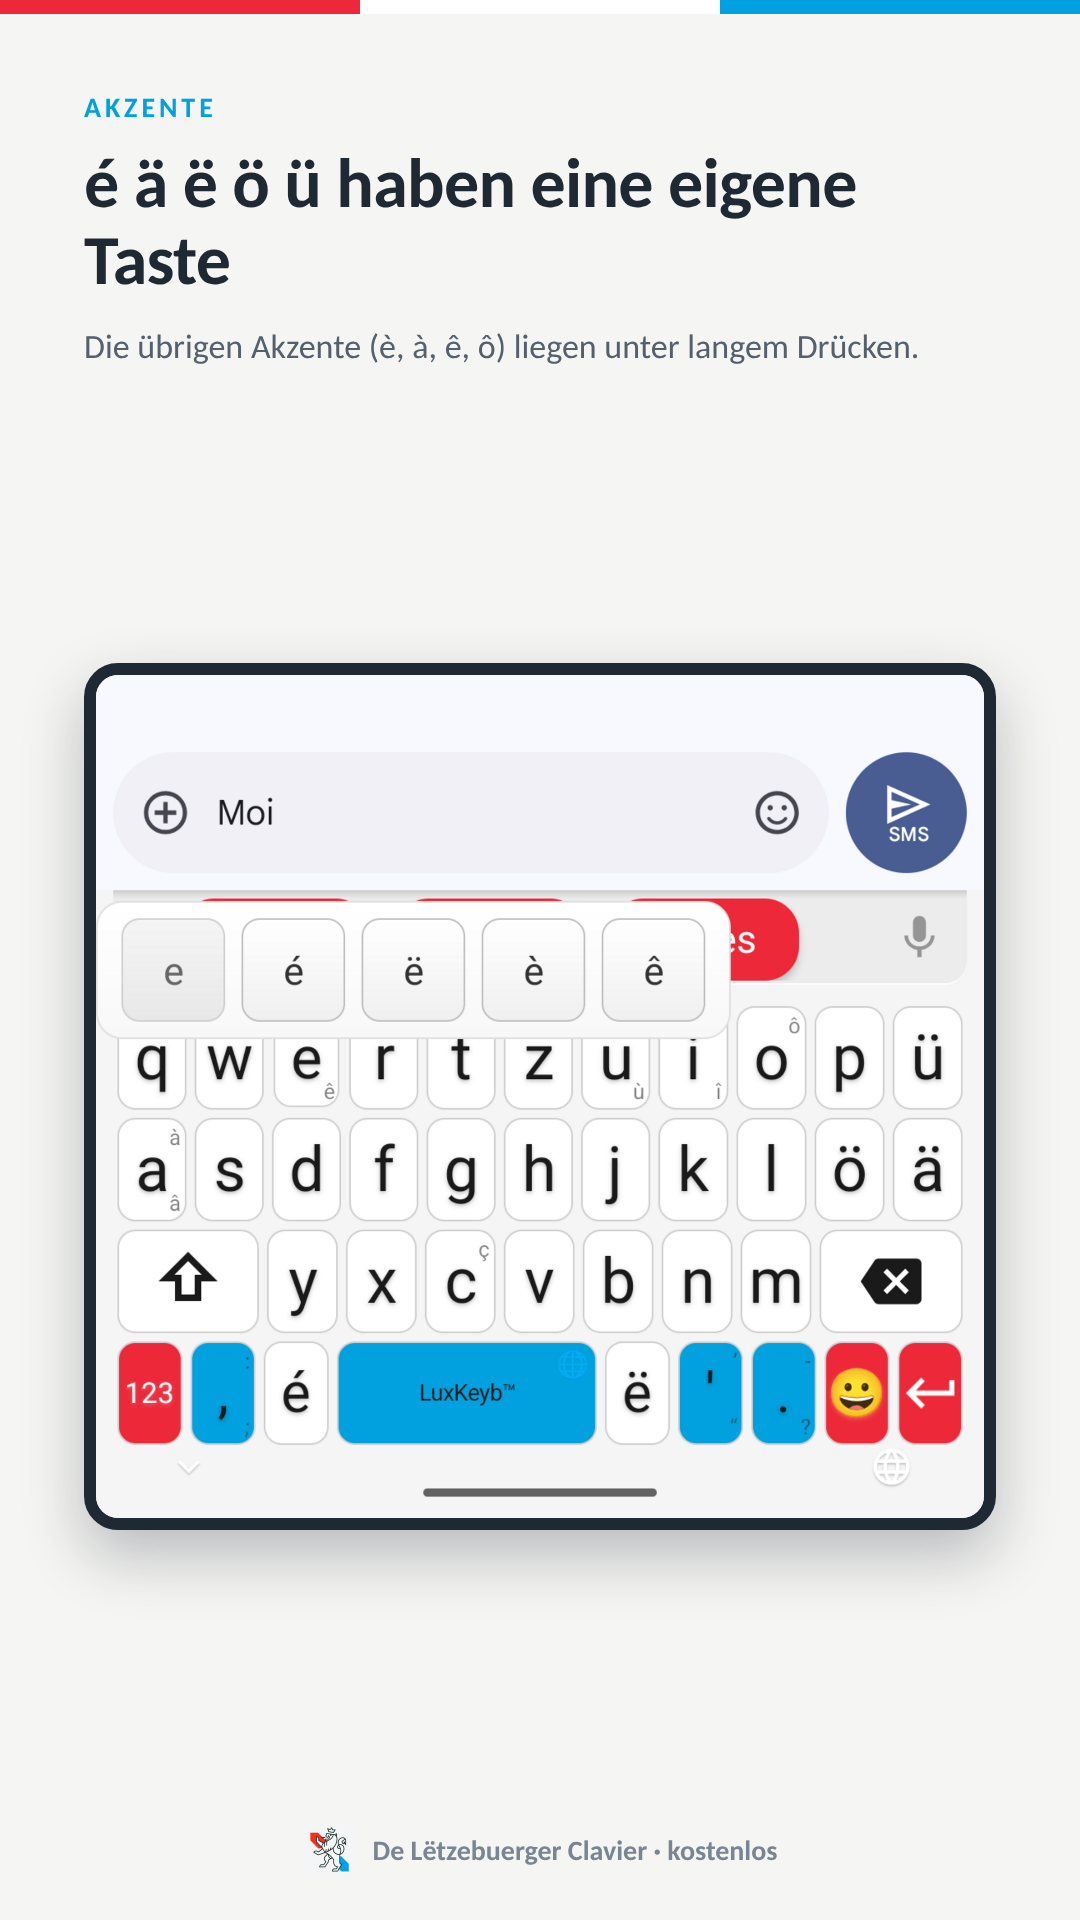 AKZENTE
é ä ë ö ü haben eine eigene
Taste
Die übrigen Akzente (è, à, ê, ô) liegen unter langem Drücken.
Moi
SMS
es
e é ë è ê
q w e ê r t z u ù i î o ô p ü
a à â s d f g h j k l ö ä
y x c ç v b n m
123 , : ; é LuxKeyb™ ë ' . - ?
De Lëtzebuerger Clavier · kostenlos